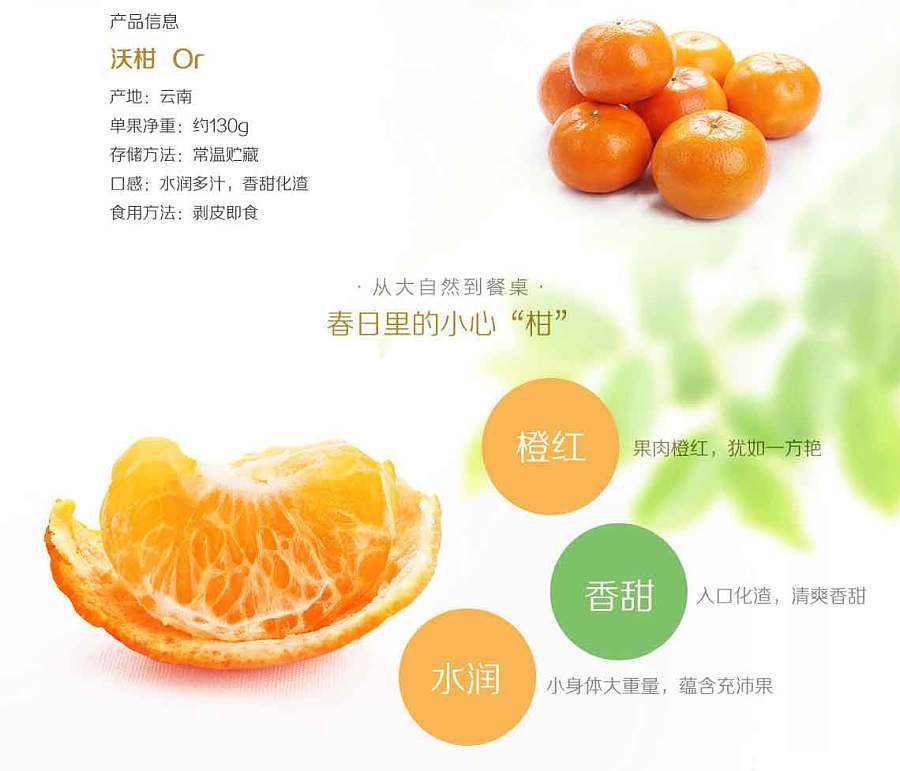 产品信息
沃柑 Or
产地：云南
单果净重：约130g
存储方法：常温贮藏
口感：水润多汁，香甜化渣
食用方法：剥皮即食
·从大自然到餐桌·
春日里的小心“柑”
橙红
果肉橙红，犹如一方艳
香甜
入口化渣，清爽香甜
水润
小身体大重量，蕴含充沛果